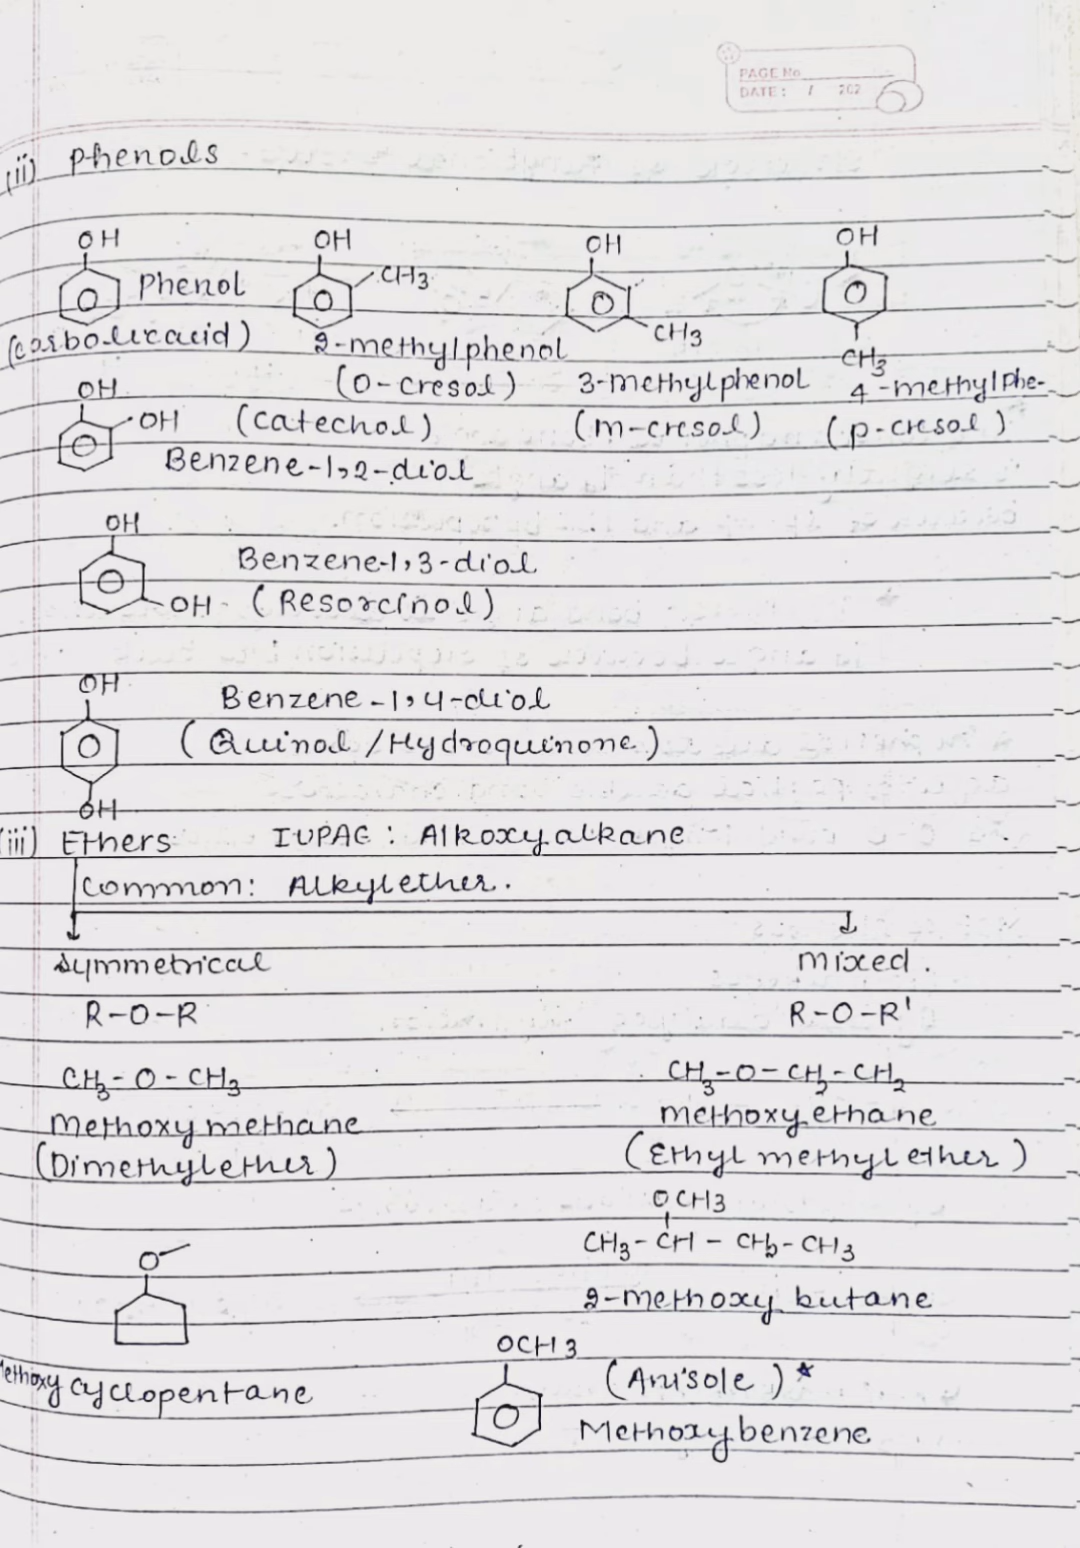 PAGE No
DATE: / 202
(ii) Phenols
OH OH OH OH
Phenol CH3
CH3
(carbolic acid) 2-methylphenol CH3
OH (O-cresol) 3-methylphenol 4-methylphe-
OH (catechol) (m-cresol) (p-cresol)
Benzene-1,2-diol
OH
Benzene-1,3-diol
OH (Resorcinol)
OH
Benzene-1,4-diol
(Quinol / Hydroquinone)
OH
(iii) Ethers IUPAC: Alkoxyalkane
Common: Alkylether.
Symmetrical mixed.
R-O-R R-O-R'
CH3-O-CH3 CH3-O-CH2-CH2
Methoxy methane methoxy ethane
(Dimethylether) (Ethyl methyl ether)
OCH3
CH3-CH-CH2-CH3
O
2-methoxy butane
OCH3
Methoxy cyclopentane (Anisole)*
Methoxybenzene